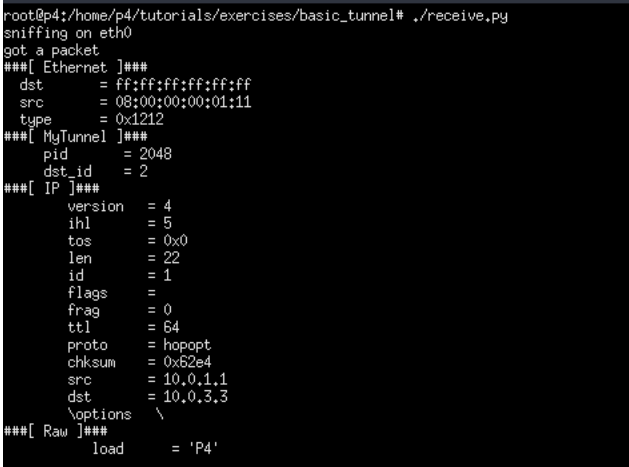 root@p4:/home/p4/tutorials/exercises/basic_tunnel# ./receive.py
sniffing on eth0
got a packet
###[ Ethernet ]###
  dst       = ff:ff:ff:ff:ff:ff
  src       = 08:00:00:00:01:11
  type      = 0x1212
###[ MyTunnel ]###
     pid       = 2048
     dst_id    = 2
###[ IP ]###
        version   = 4
        ihl       = 5
        tos       = 0x0
        len       = 22
        id        = 1
        flags     =
        frag      = 0
        ttl       = 64
        proto     = hopopt
        chksum    = 0x62e4
        src       = 10.0.1.1
        dst       = 10.0.3.3
        \options   \
###[ Raw ]###
           load      = 'P4'